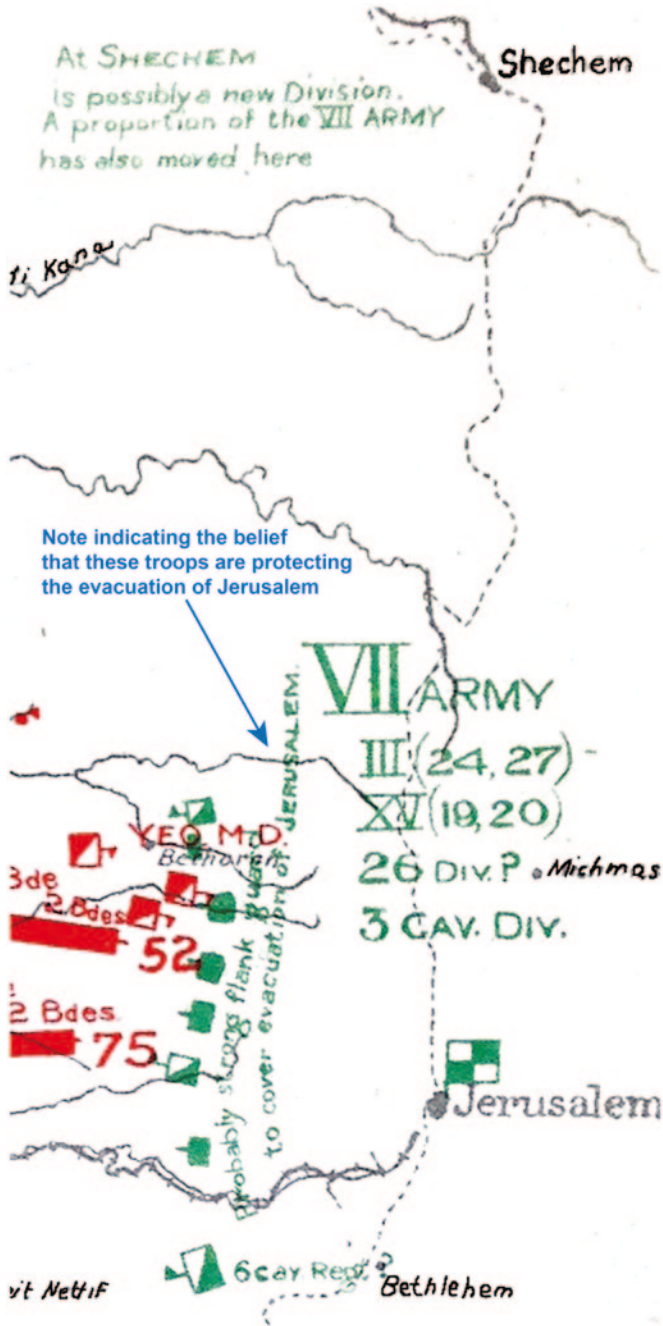 At SHECHEM
is possibly a new Division.
A proportion of the VII ARMY
has also moved here
Shechem
Kana
Note indicating the belief
that these troops are protecting
the evacuation of Jerusalem
VII ARMY
III (24, 27)
XV (19, 20)
26 DIV. ?
Michmas
3 CAV. DIV.
YEO. M.D
Bethoron
Bde
2 Bdes
52
2 Bdes.
75
Probably strong flank guard
to cover evacuation of JERUSALEM.
Jerusalem
6 cav Regt. ?
Bethlehem
Nettif